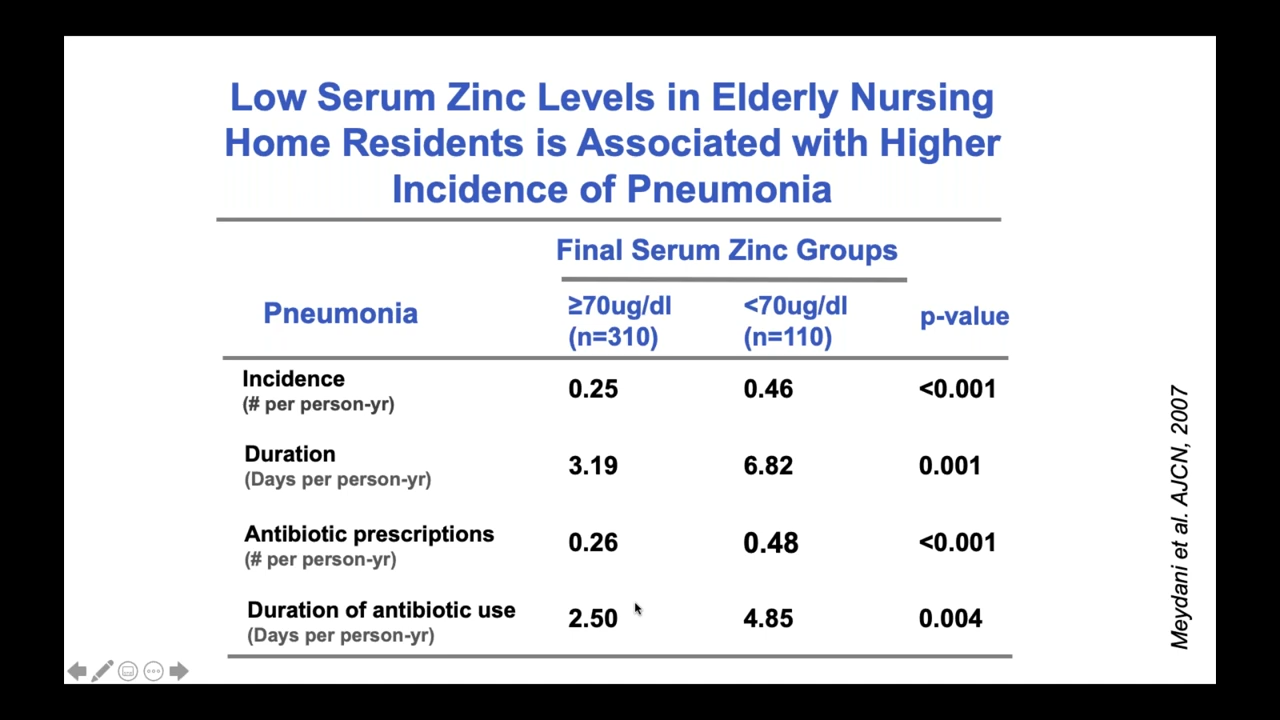 Low Serum Zinc Levels in Elderly Nursing
Home Residents is Associated with Higher
Incidence of Pneumonia
Final Serum Zinc Groups
Pneumonia
≥70ug/dl
(n=310)
<70ug/dl
(n=110)
p-value
Incidence
(# per person-yr)
0.25 0.46 <0.001
Duration
(Days per person-yr)
3.19 6.82 0.001
Antibiotic prescriptions
(# per person-yr)
0.26 0.48 <0.001
Duration of antibiotic use
(Days per person-yr)
2.50 4.85 0.004
Meydani et al. AJCN, 2007